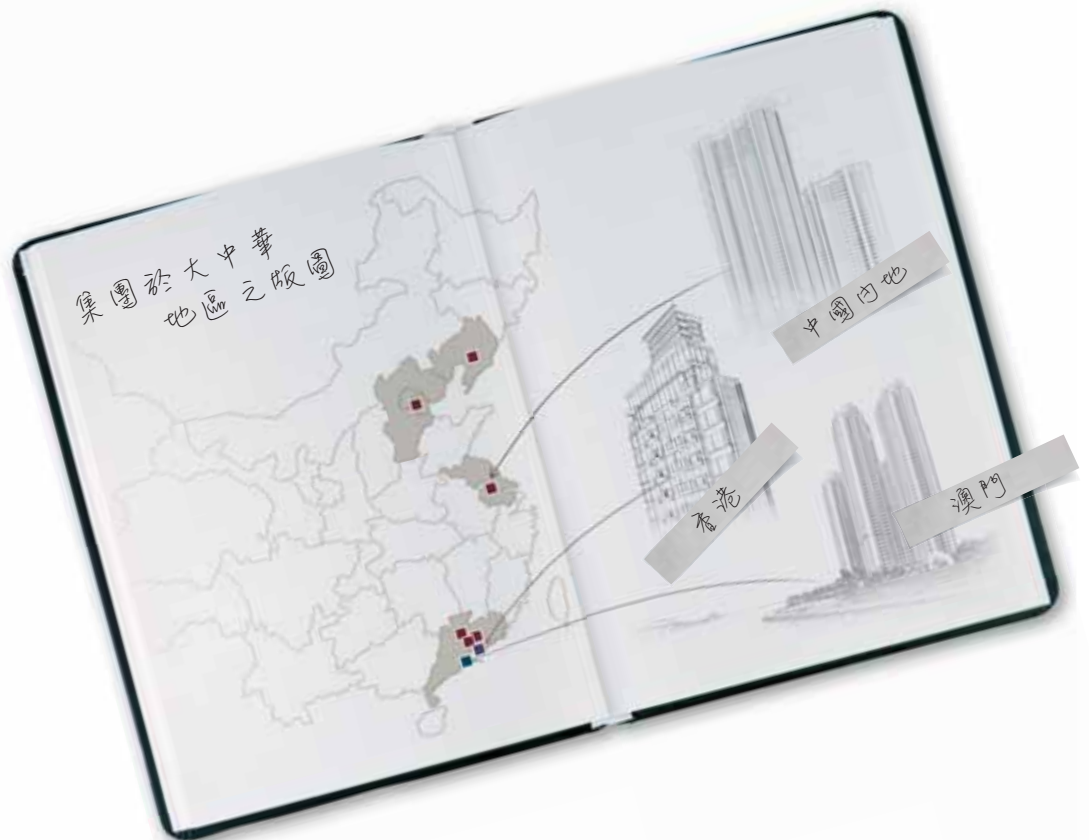 集團於大中華
地區之版圖
中國內地
香港
澳門